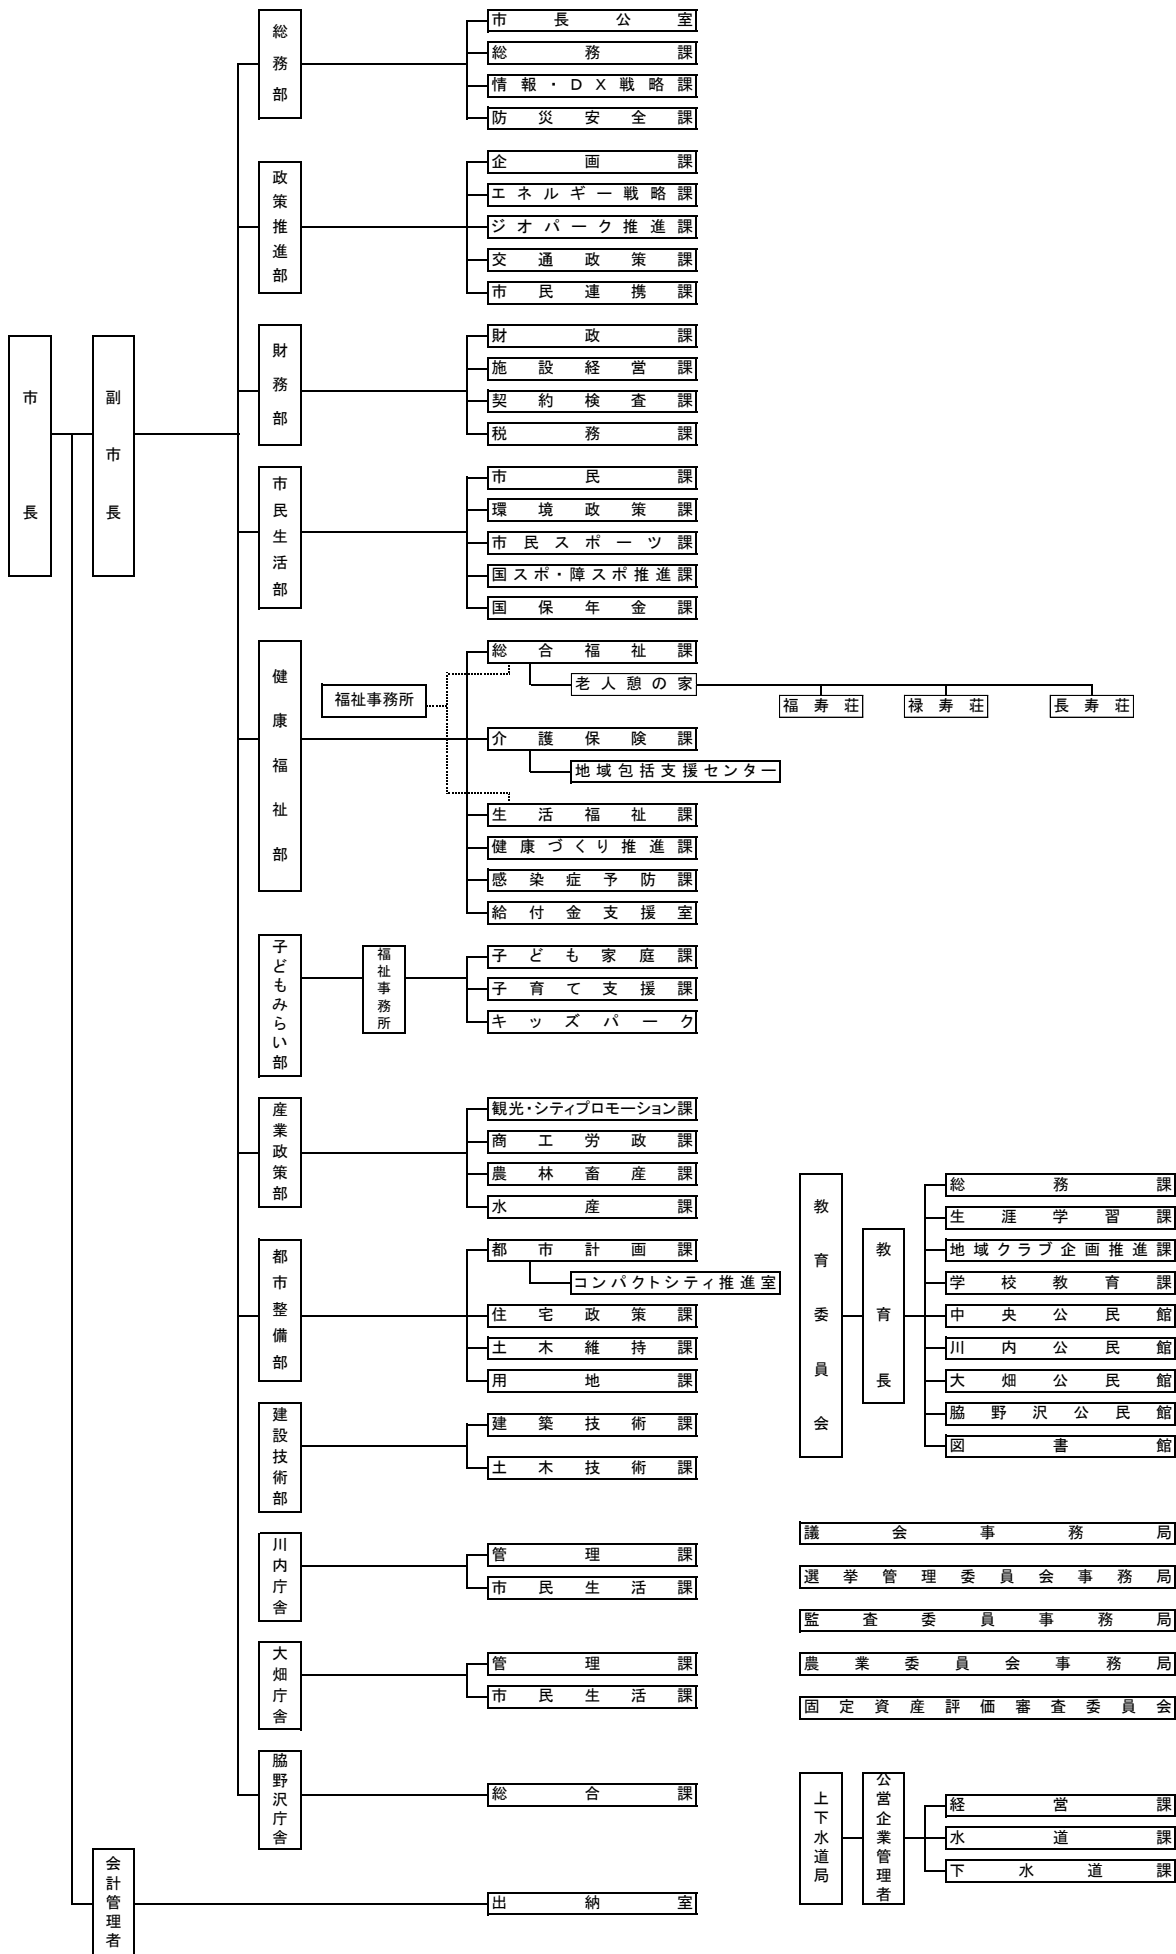 市長
副市長
総務部
市長公室
総務課
情報・DX戦略課
防災安全課
政策推進部
企画課
エネルギー戦略課
ジオパーク推進課
交通政策課
市民連携課
財務部
財政課
施設経営課
契約検査課
税務課
市民生活部
市民課
環境政策課
市民スポーツ課
国スポ・障スポ推進課
国保年金課
健康福祉部
福祉事務所
総合福祉課
老人憩の家
福寿荘
禄寿荘
長寿荘
介護保険課
地域包括支援センター
生活福祉課
健康づくり推進課
感染症予防課
給付金支援室
子どもみらい部
福祉事務所
子ども家庭課
子育て支援課
キッズパーク
産業政策部
観光・シティプロモーション課
商工労政課
農林畜産課
水産課
都市整備部
都市計画課
コンパクトシティ推進室
住宅政策課
土木維持課
用地課
建設技術部
建築技術課
土木技術課
川内庁舎
管理課
市民生活課
大畑庁舎
管理課
市民生活課
脇野沢庁舎
総合課
会計管理者
出納室
教育委員会
教育長
総務課
生涯学習課
地域クラブ企画推進課
学校教育課
中央公民館
川内公民館
大畑公民館
脇野沢公民館
図書館
議会事務局
選挙管理委員会事務局
監査委員事務局
農業委員会事務局
固定資産評価審査委員会
上下水道局
公営企業管理者
経営課
水道課
下水道課